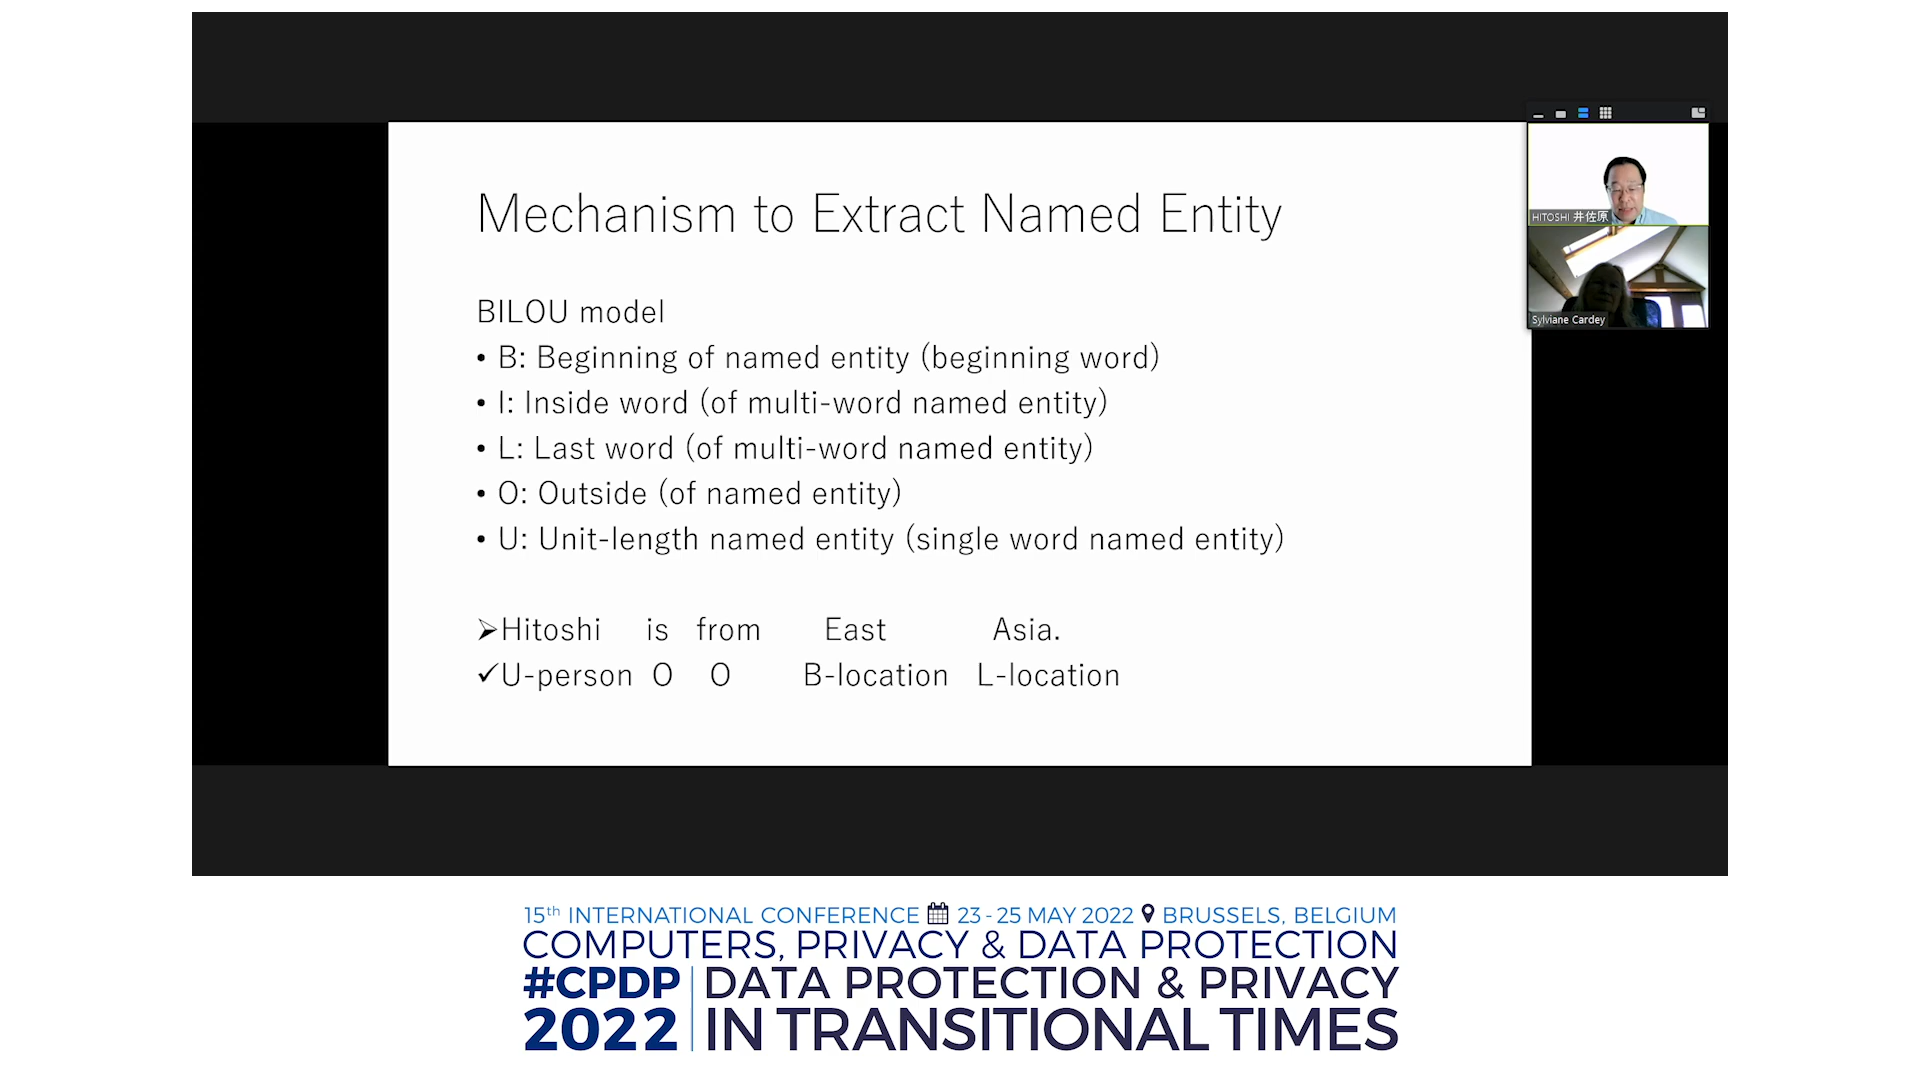 Mechanism to Extract Named Entity
BILOU model
• B: Beginning of named entity (beginning word)
• I: Inside word (of multi-word named entity)
• L: Last word (of multi-word named entity)
• O: Outside (of named entity)
• U: Unit-length named entity (single word named entity)
➢Hitoshi is from East Asia.
✓U-person O O B-location L-location
HITOSHI 井佐原
Sylviane Cardey
15th INTERNATIONAL CONFERENCE 23 - 25 MAY 2022 BRUSSELS, BELGIUM
COMPUTERS, PRIVACY & DATA PROTECTION
#CPDP DATA PROTECTION & PRIVACY
2022 IN TRANSITIONAL TIMES